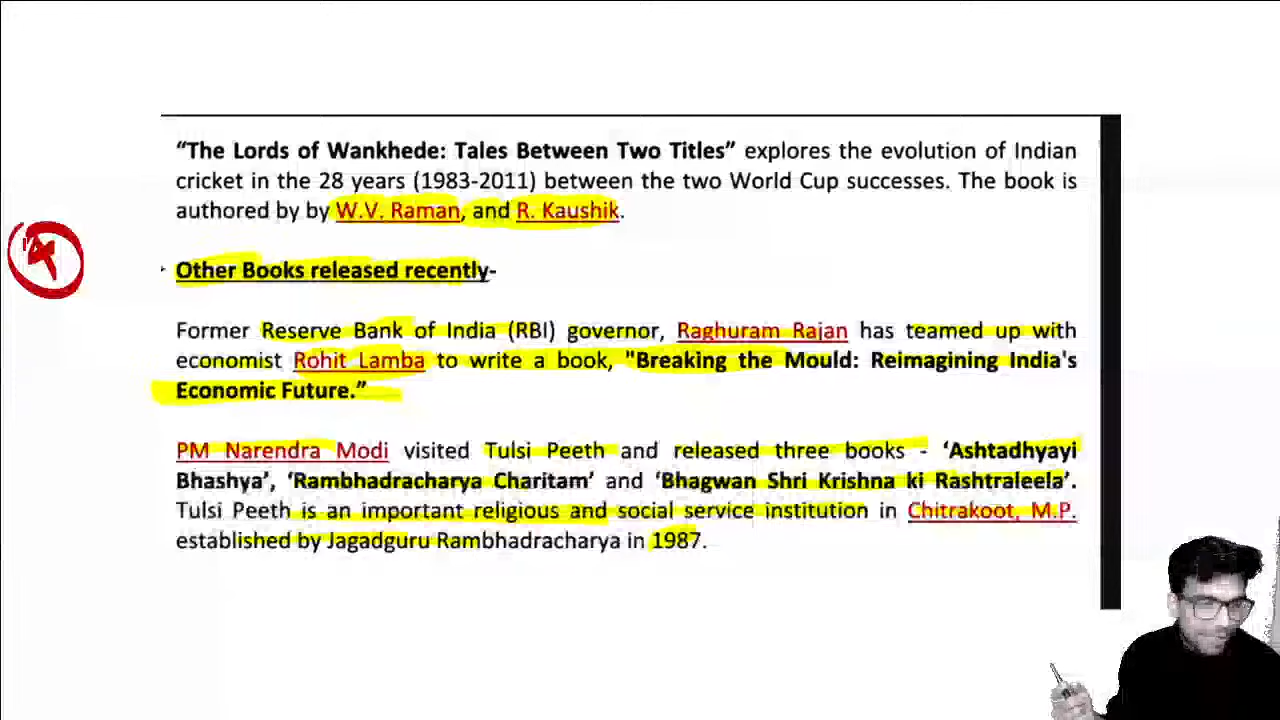 “The Lords of Wankhede: Tales Between Two Titles” explores the evolution of Indian
cricket in the 28 years (1983-2011) between the two World Cup successes. The book is
authored by by W.V. Raman, and R. Kaushik.
Other Books released recently-
Former Reserve Bank of India (RBI) governor, Raghuram Rajan has teamed up with
economist Rohit Lamba to write a book, "Breaking the Mould: Reimagining India's
Economic Future.”
PM Narendra Modi visited Tulsi Peeth and released three books - ‘Ashtadhyayi
Bhashya’, ‘Rambhadracharya Charitam’ and ‘Bhagwan Shri Krishna ki Rashtraleela’.
Tulsi Peeth is an important religious and social service institution in Chitrakoot, M.P.
established by Jagadguru Rambhadracharya in 1987.